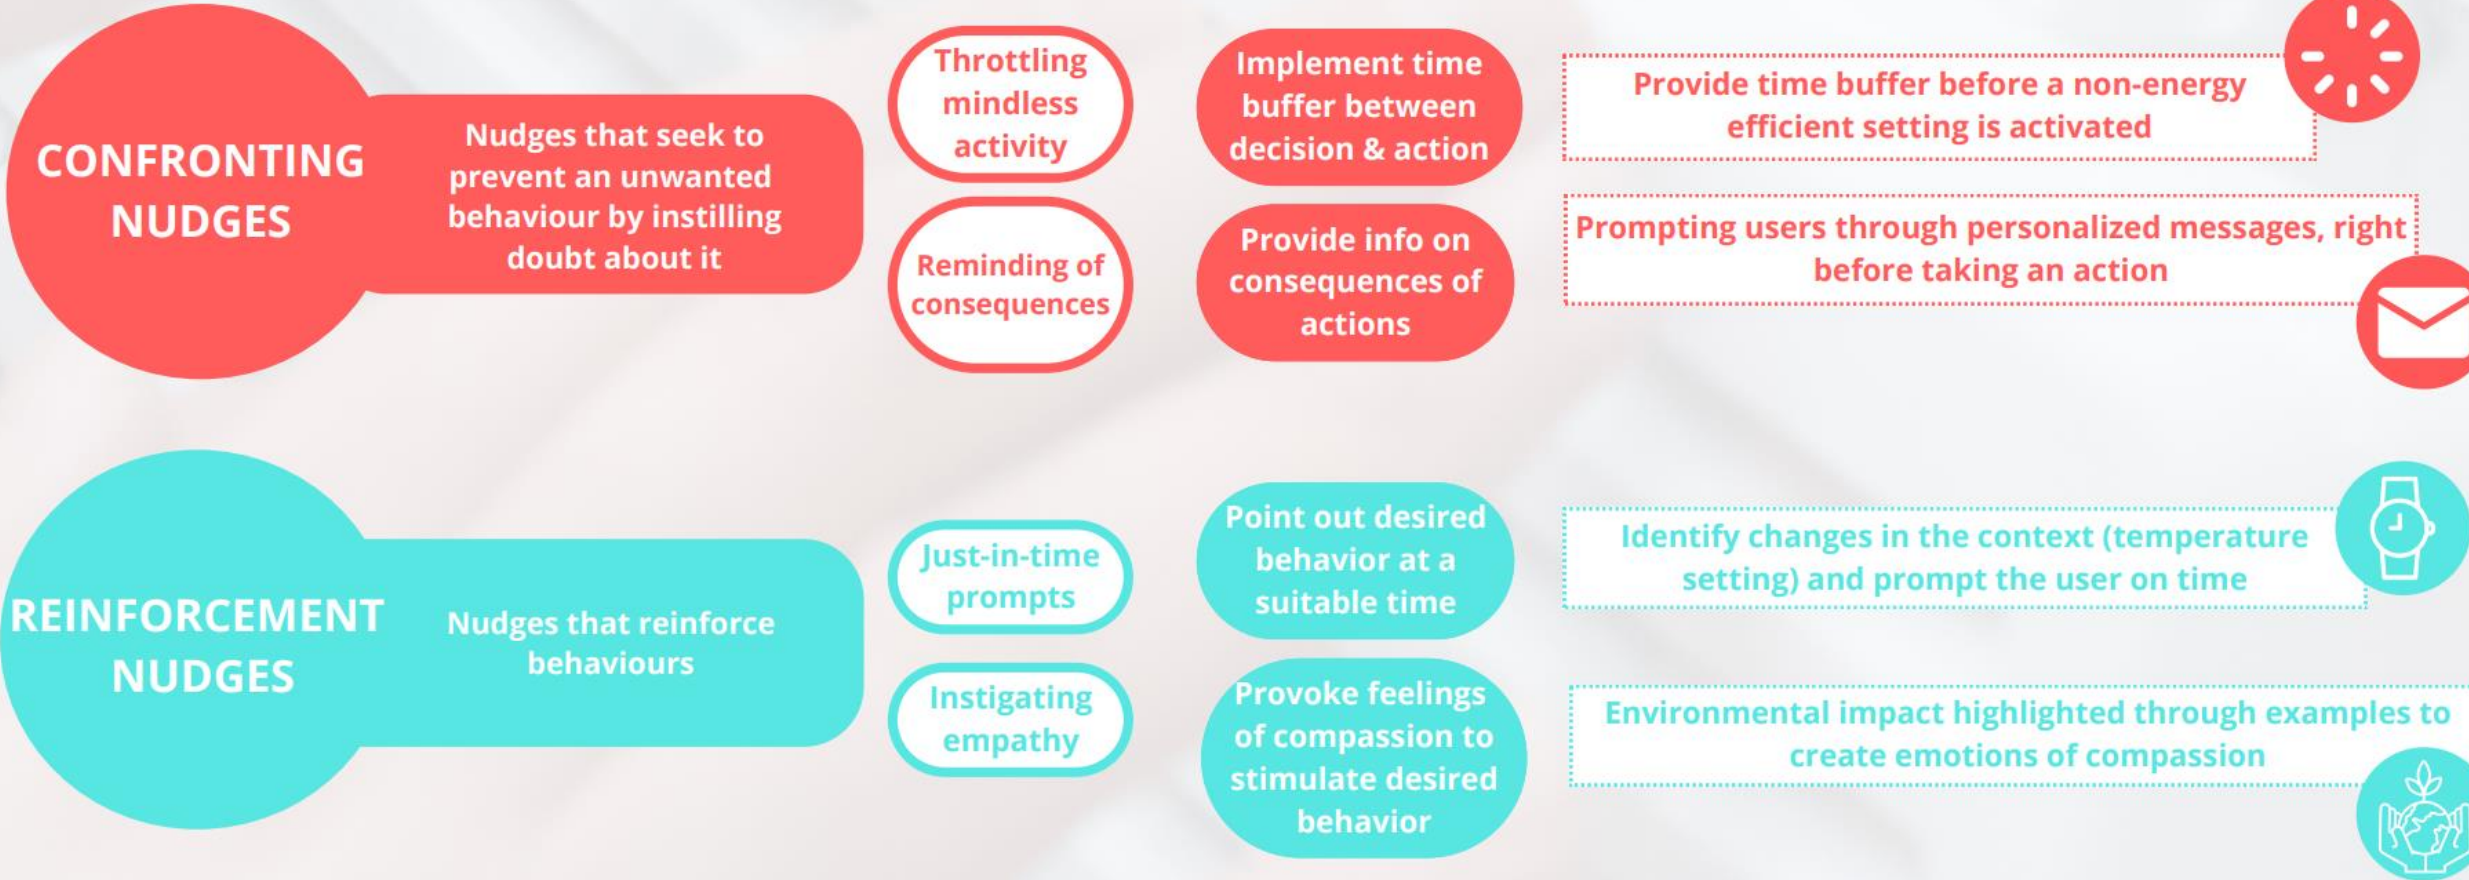 CONFRONTING
NUDGES
Nudges that seek to
prevent an unwanted
behaviour by instilling
doubt about it
Throttling
mindless
activity
Implement time
buffer between
decision & action
Provide time buffer before a non-energy
efficient setting is activated
Reminding of
consequences
Provide info on
consequences of
actions
Prompting users through personalized messages, right
before taking an action
REINFORCEMENT
NUDGES
Nudges that reinforce
behaviours
Just-in-time
prompts
Point out desired
behavior at a
suitable time
Identify changes in the context (temperature
setting) and prompt the user on time
Instigating
empathy
Provoke feelings
of compassion to
stimulate desired
behavior
Environmental impact highlighted through examples to
create emotions of compassion